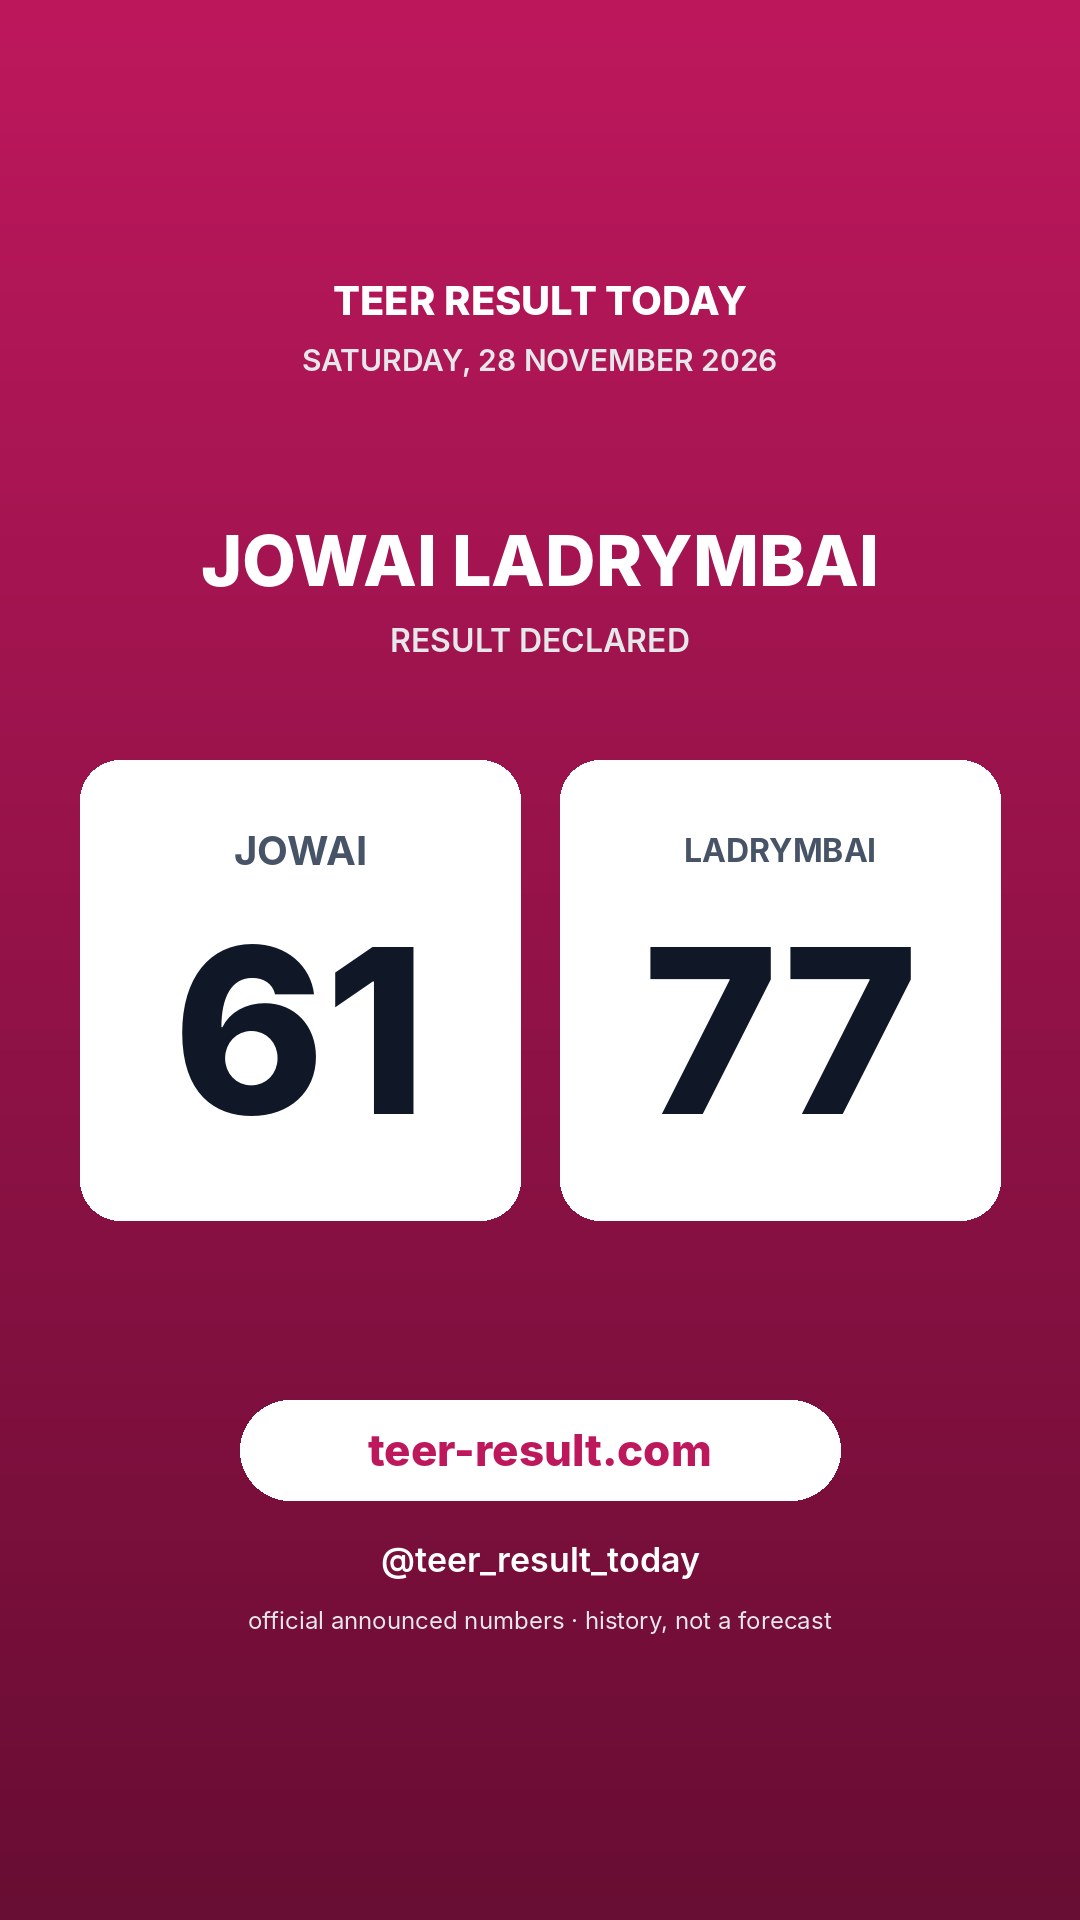 TEER RESULT TODAY
SATURDAY, 28 NOVEMBER 2026
JOWAI LADRYMBAI
RESULT DECLARED
JOWAI
61
LADRYMBAI
77
teer-result.com
@teer_result_today
official announced numbers · history, not a forecast